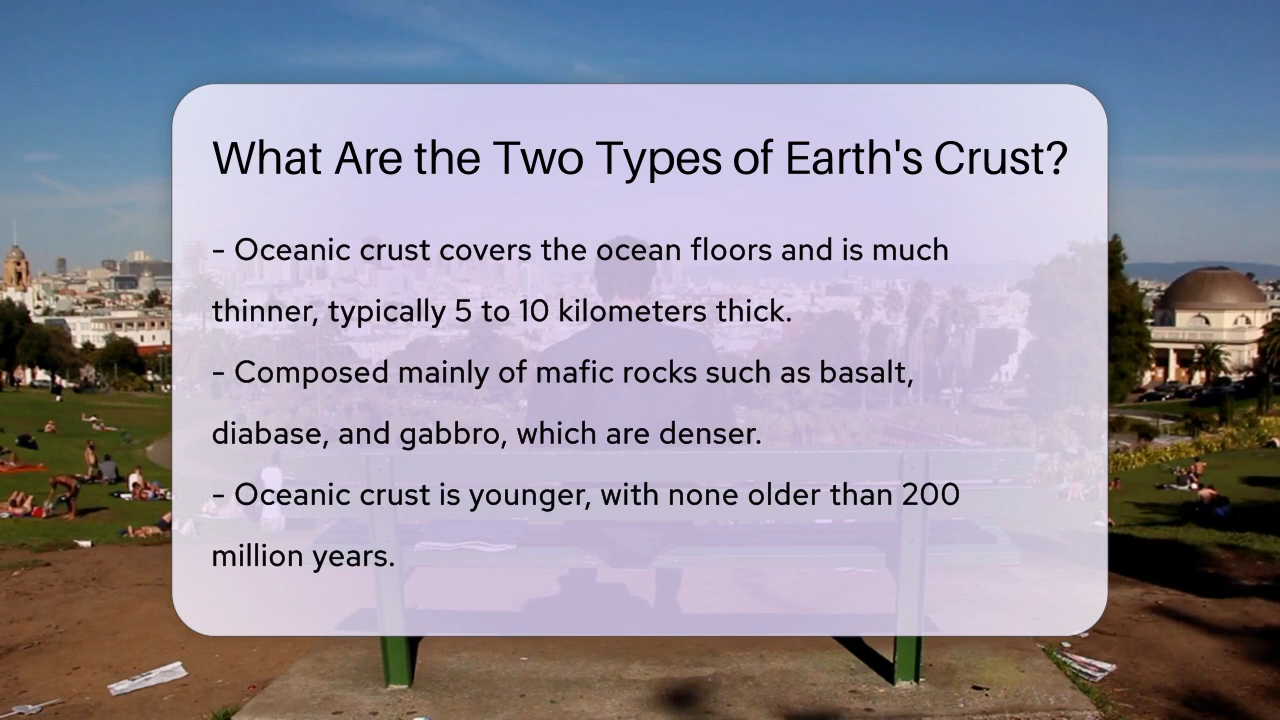 What Are the Two Types of Earth's Crust?
– Oceanic crust covers the ocean floors and is much
thinner, typically 5 to 10 kilometers thick.
– Composed mainly of mafic rocks such as basalt,
diabase, and gabbro, which are denser.
– Oceanic crust is younger, with none older than 200
million years.